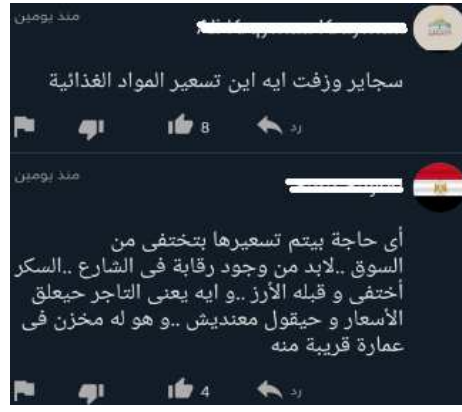 منذ يومين
سجاير وزفت ايه اين تسعير المواد الغذائية
رد 8
منذ يومين
أى حاجة بيتم تسعيرها بتختفى من
السوق ..لابد من وجود رقابة فى الشارع ..السكر
أختفى و قبله الأرز ..و ايه يعنى التاجر حيعلق
الأسعار و حيقول معنديش ..و هو له مخزن فى
عمارة قريبة منه
رد 4